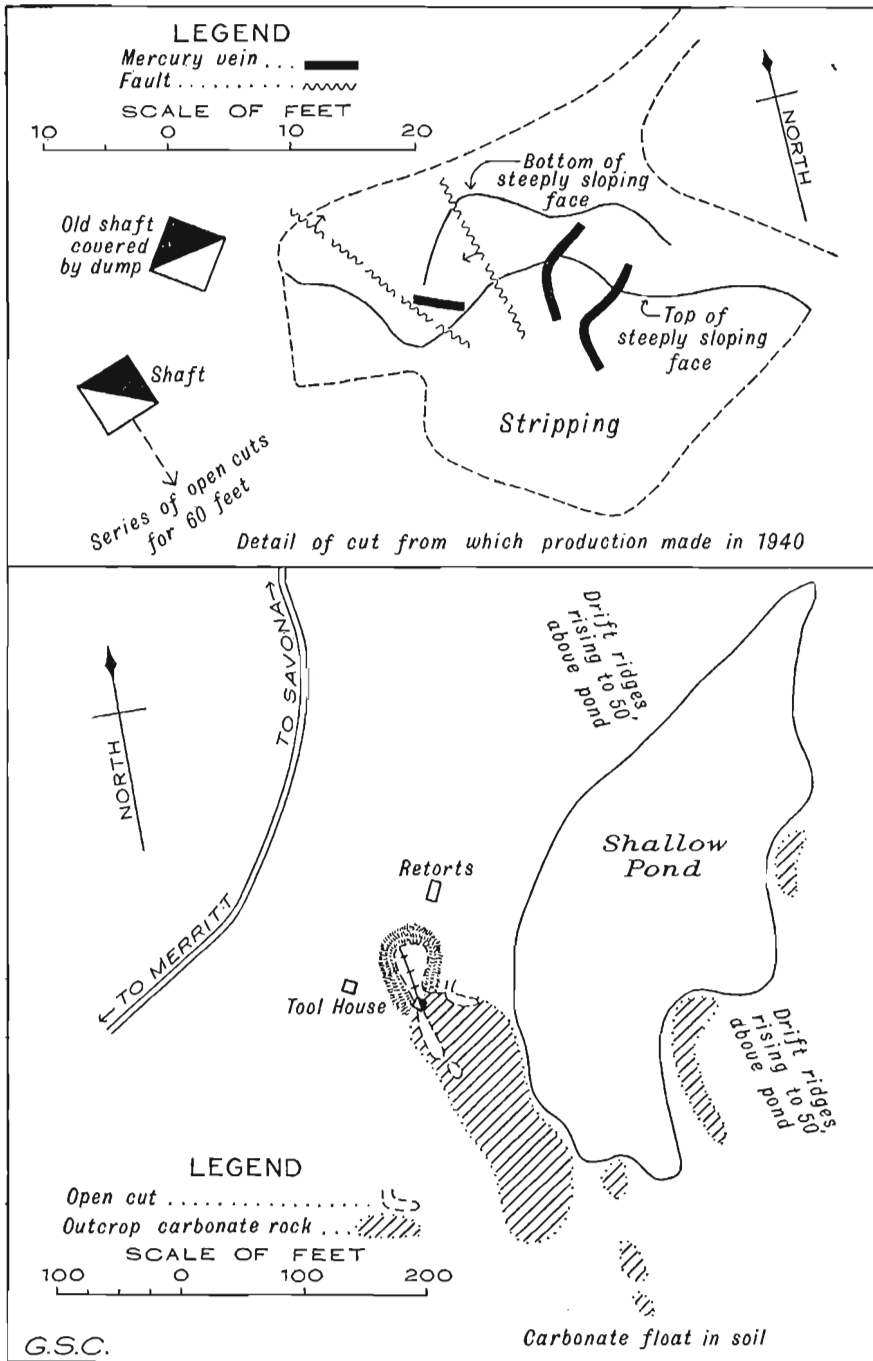 LEGEND
Mercury vein ...
Fault ..........
SCALE OF FEET
10 0 10 20
NORTH
Bottom of
steeply sloping
face
Old shaft
covered
by dump
Top of
steeply sloping
face
Shaft
Stripping
Series of open cuts
for 60 feet
Detail of cut from which production made in 1940
TO SAVONA→
NORTH
←TO MERRITT
Drift ridges,
rising to 50'
above pond
Shallow
Pond
Retorts
Tool House
Drift ridges,
rising to 50'
above pond
LEGEND
Open cut ....................
Outcrop carbonate rock ...
SCALE OF FEET
100 0 100 200
G.S.C.
Carbonate float in soil